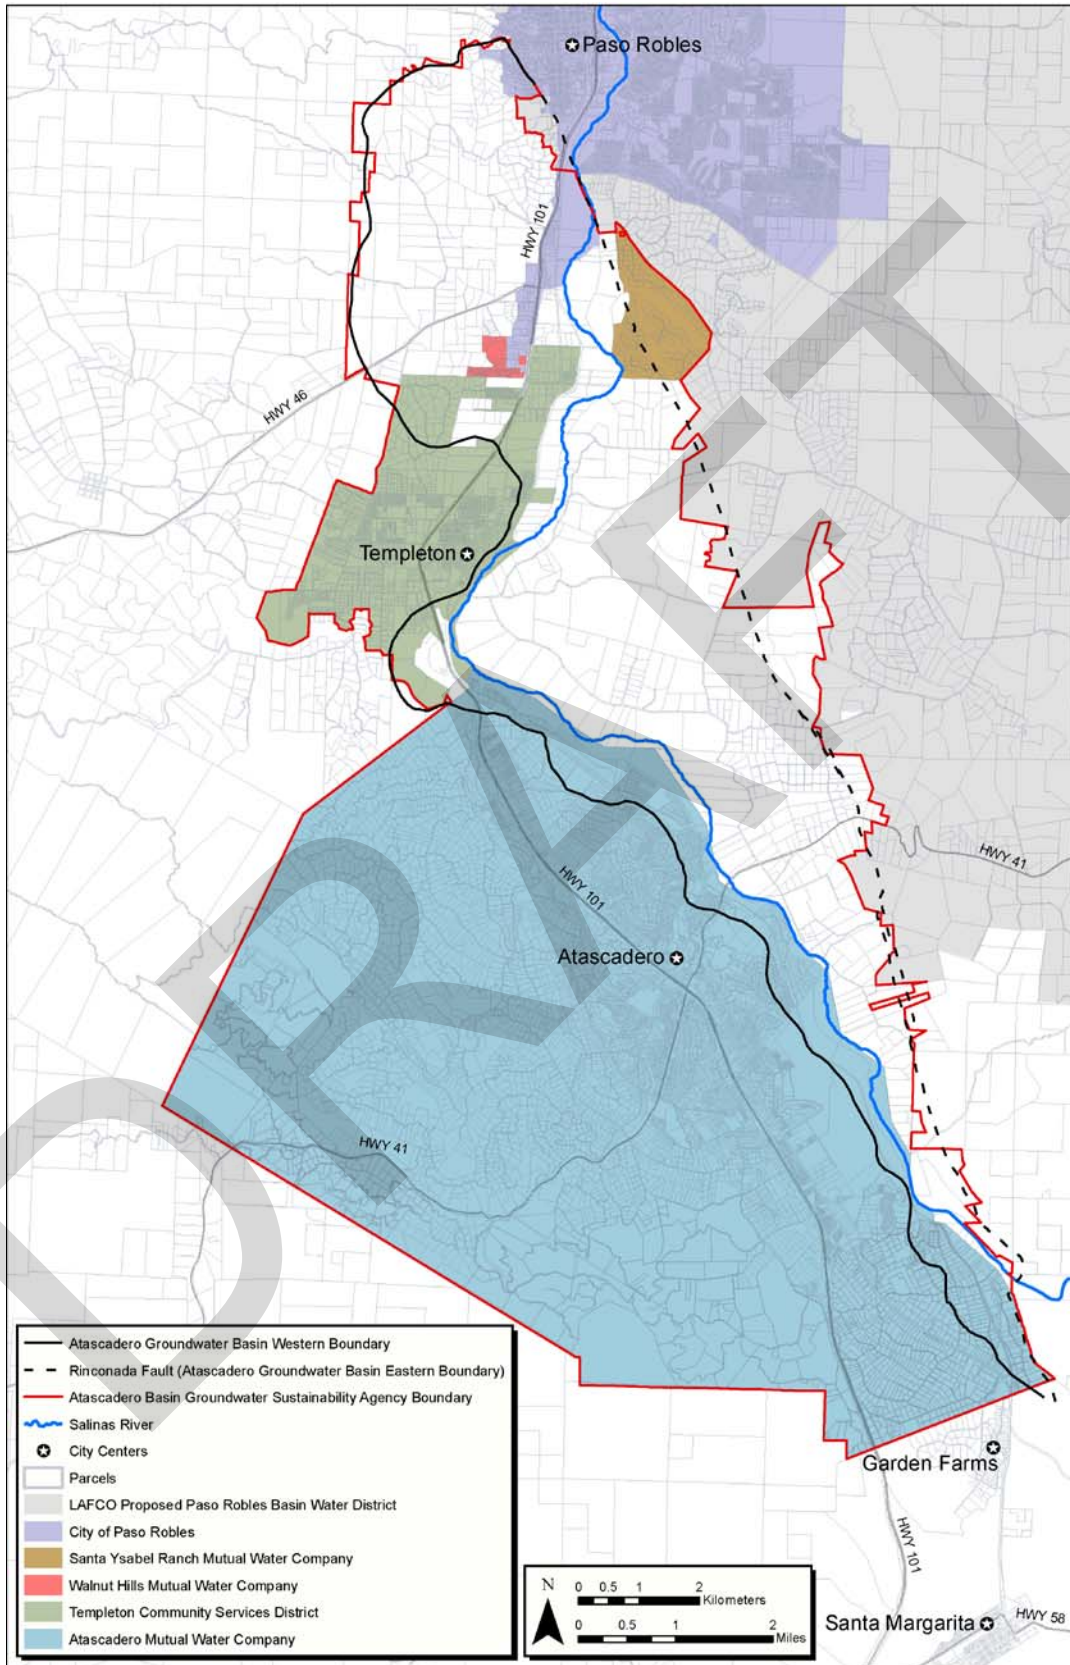 Paso Robles
HWY 101
HWY 46
Templeton
HWY 41
HWY 101
Atascadero
HWY 41
Garden Farms
HWY 101
Santa Margarita
HWY 58
DRAFT
Atascadero Groundwater Basin Western Boundary
Rinconada Fault (Atascadero Groundwater Basin Eastern Boundary)
Atascadero Basin Groundwater Sustainability Agency Boundary
Salinas River
City Centers
Parcels
LAFCO Proposed Paso Robles Basin Water District
City of Paso Robles
Santa Ysabel Ranch Mutual Water Company
Walnut Hills Mutual Water Company
Templeton Community Services District
Atascadero Mutual Water Company
N
0 0.5 1 2
Kilometers
0 0.5 1 2
Miles